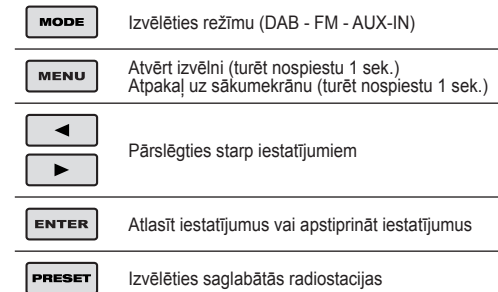 MODE Izvēlēties režīmu (DAB - FM - AUX-IN)
MENU Atvērt izvēlni (turēt nospiestu 1 sek.)
Atpakaļ uz sākumekrānu (turēt nospiestu 1 sek.)
◄
► Pārslēgties starp iestatījumiem
ENTER Atlasīt iestatījumus vai apstiprināt iestatījumus
PRESET Izvēlēties saglabātās radiostacijas